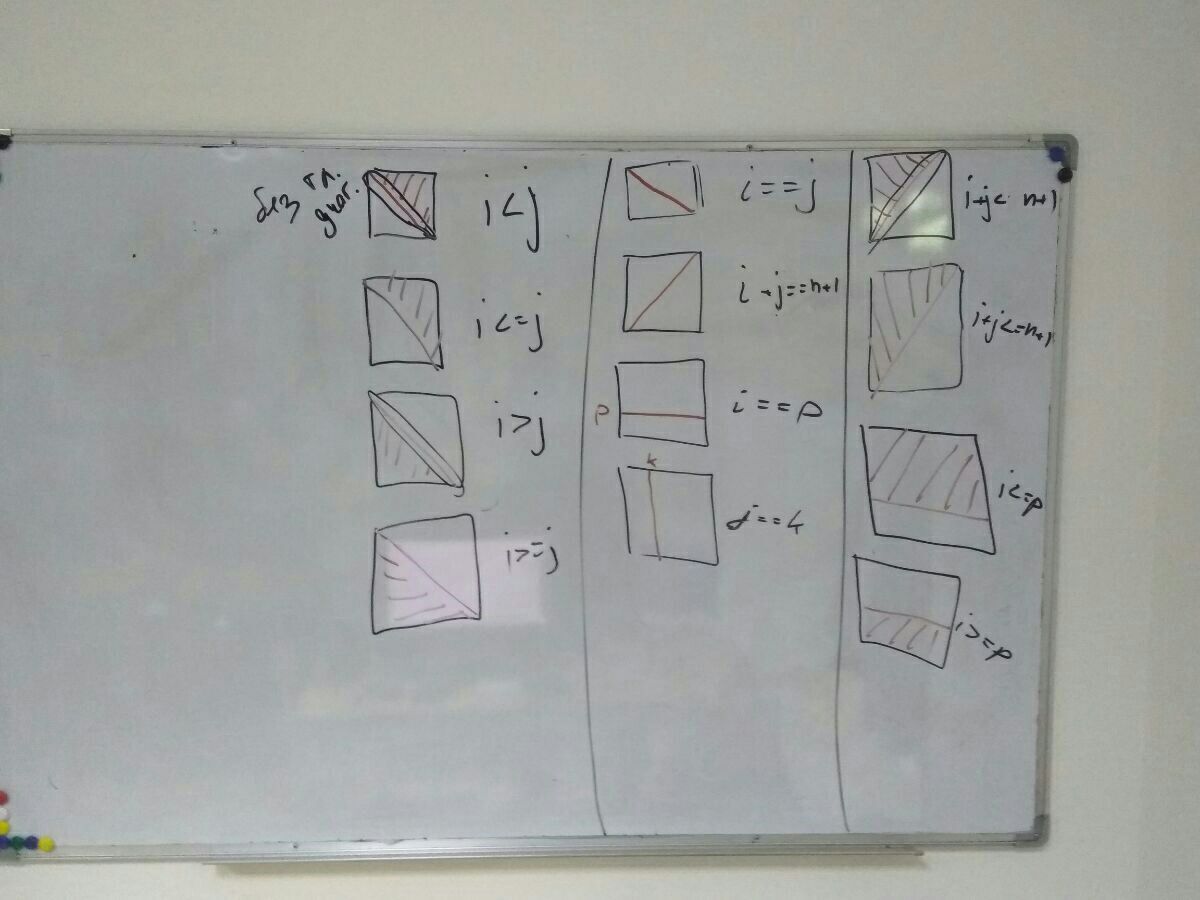 без гл.
диаг.
i<j
i<=j
i>j
i>=j
i==j
i+j==n+1
p
i==p
k
j==k
i+j< n+1
i+j<=n+1
i<=p
i>=p